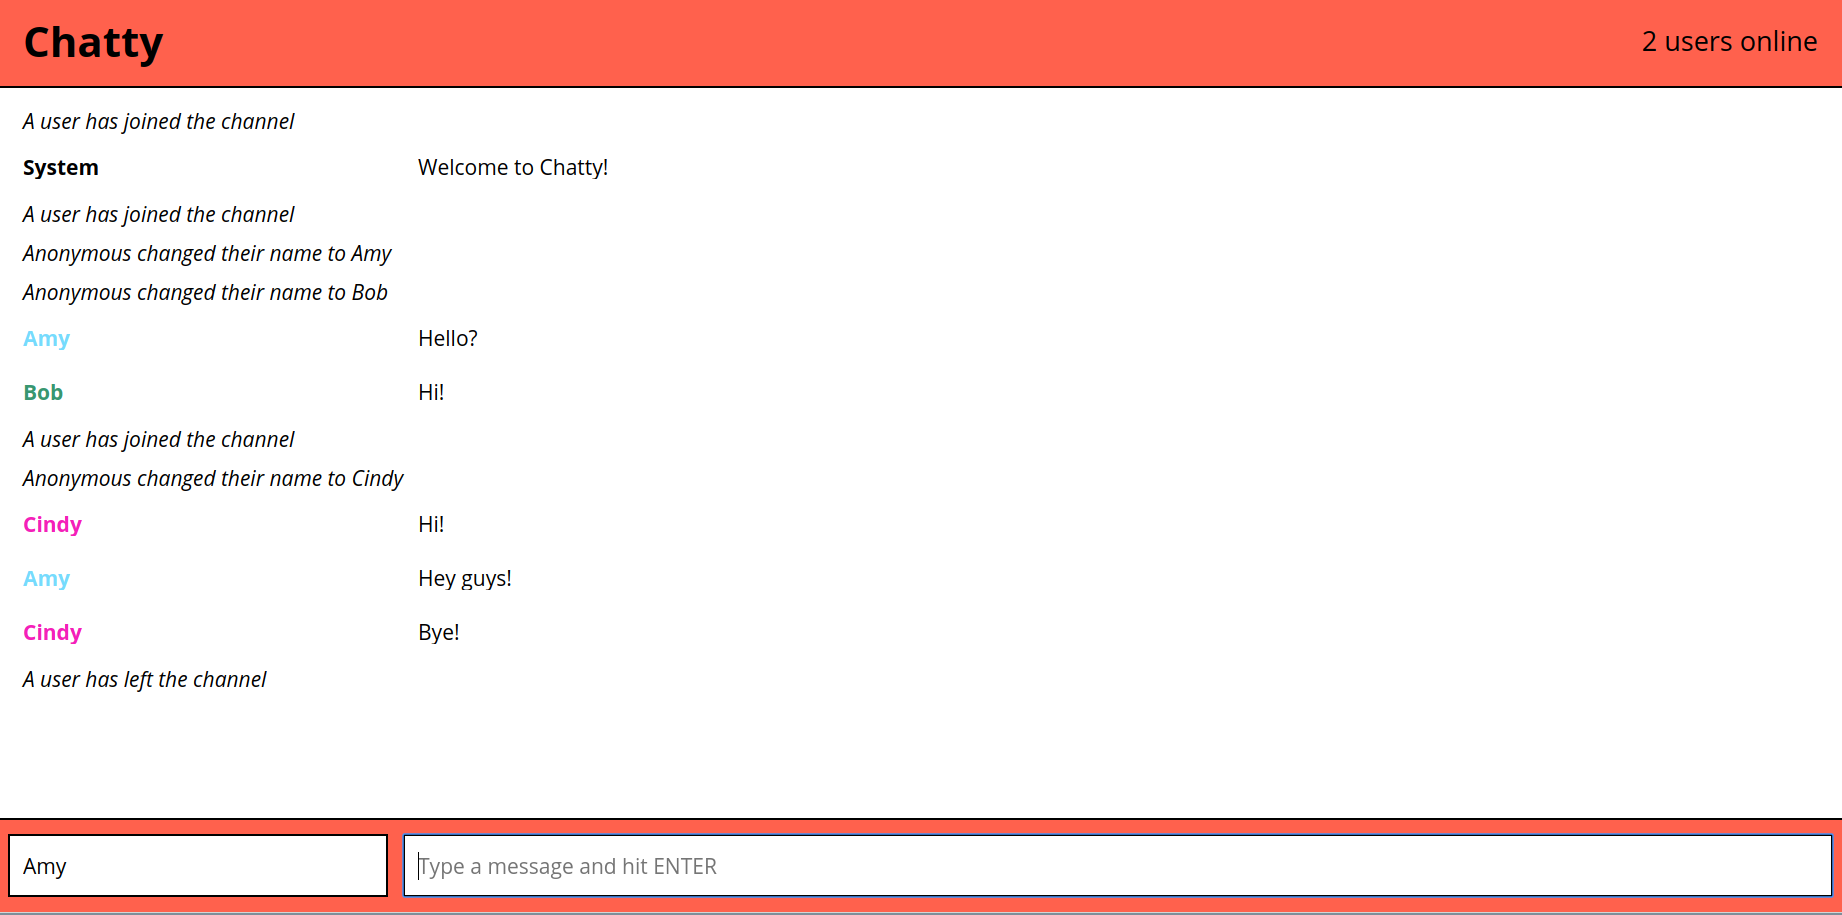 Chatty
2 users online
A user has joined the channel
System Welcome to Chatty!
A user has joined the channel
Anonymous changed their name to Amy
Anonymous changed their name to Bob
Amy Hello?
Bob Hi!
A user has joined the channel
Anonymous changed their name to Cindy
Cindy Hi!
Amy Hey guys!
Cindy Bye!
A user has left the channel
Amy
Type a message and hit ENTER